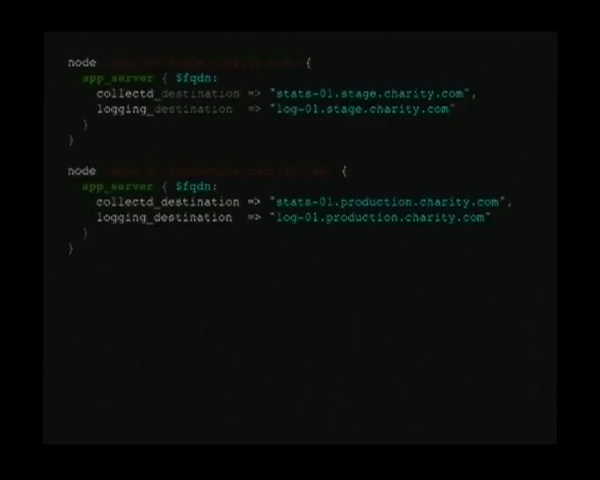 node {
app_server { $fqdn:
collectd_destination => "stats-01.stage.charity.com",
logging_destination => "log-01.stage.charity.com"
}
}
node {
app_server { $fqdn:
collectd_destination => "stats-01.production.charity.com",
logging_destination => "log-01.production.charity.com"
}
}